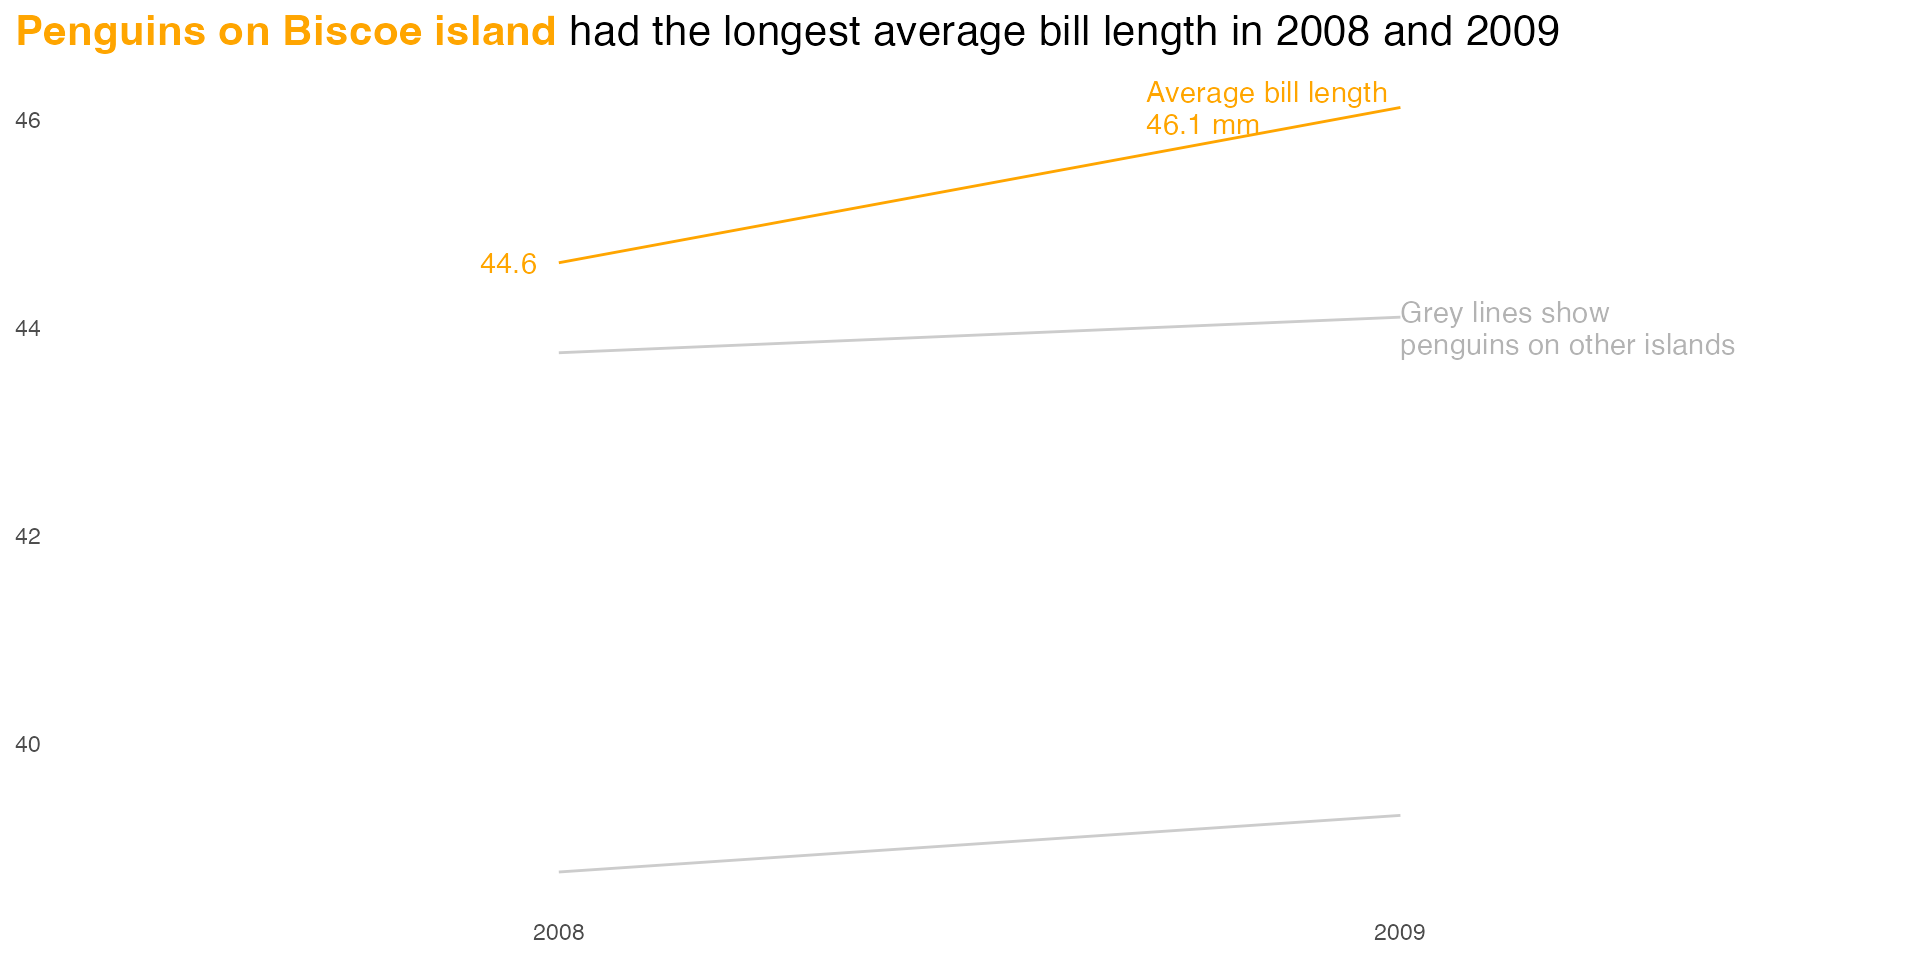 Penguins on Biscoe island had the longest average bill length in 2008 and 2009
Average bill length
46.1 mm
46
44.6
44
Grey lines show
penguins on other islands
42
40
2008
2009